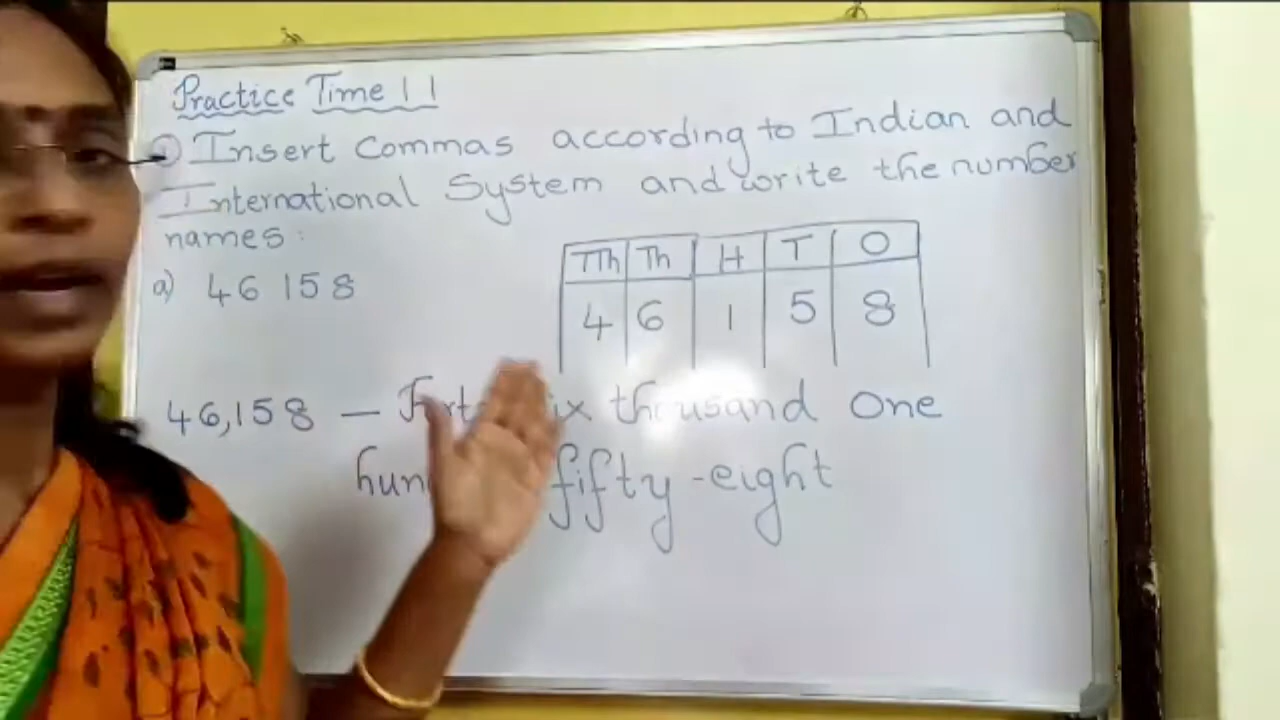 Practice Time 11
① Insert commas according to Indian and
International System and write the number
names:
a) 46 158
TTh Th H T O
4 6 1 5 8
46,158 — thousand One
fifty-eight